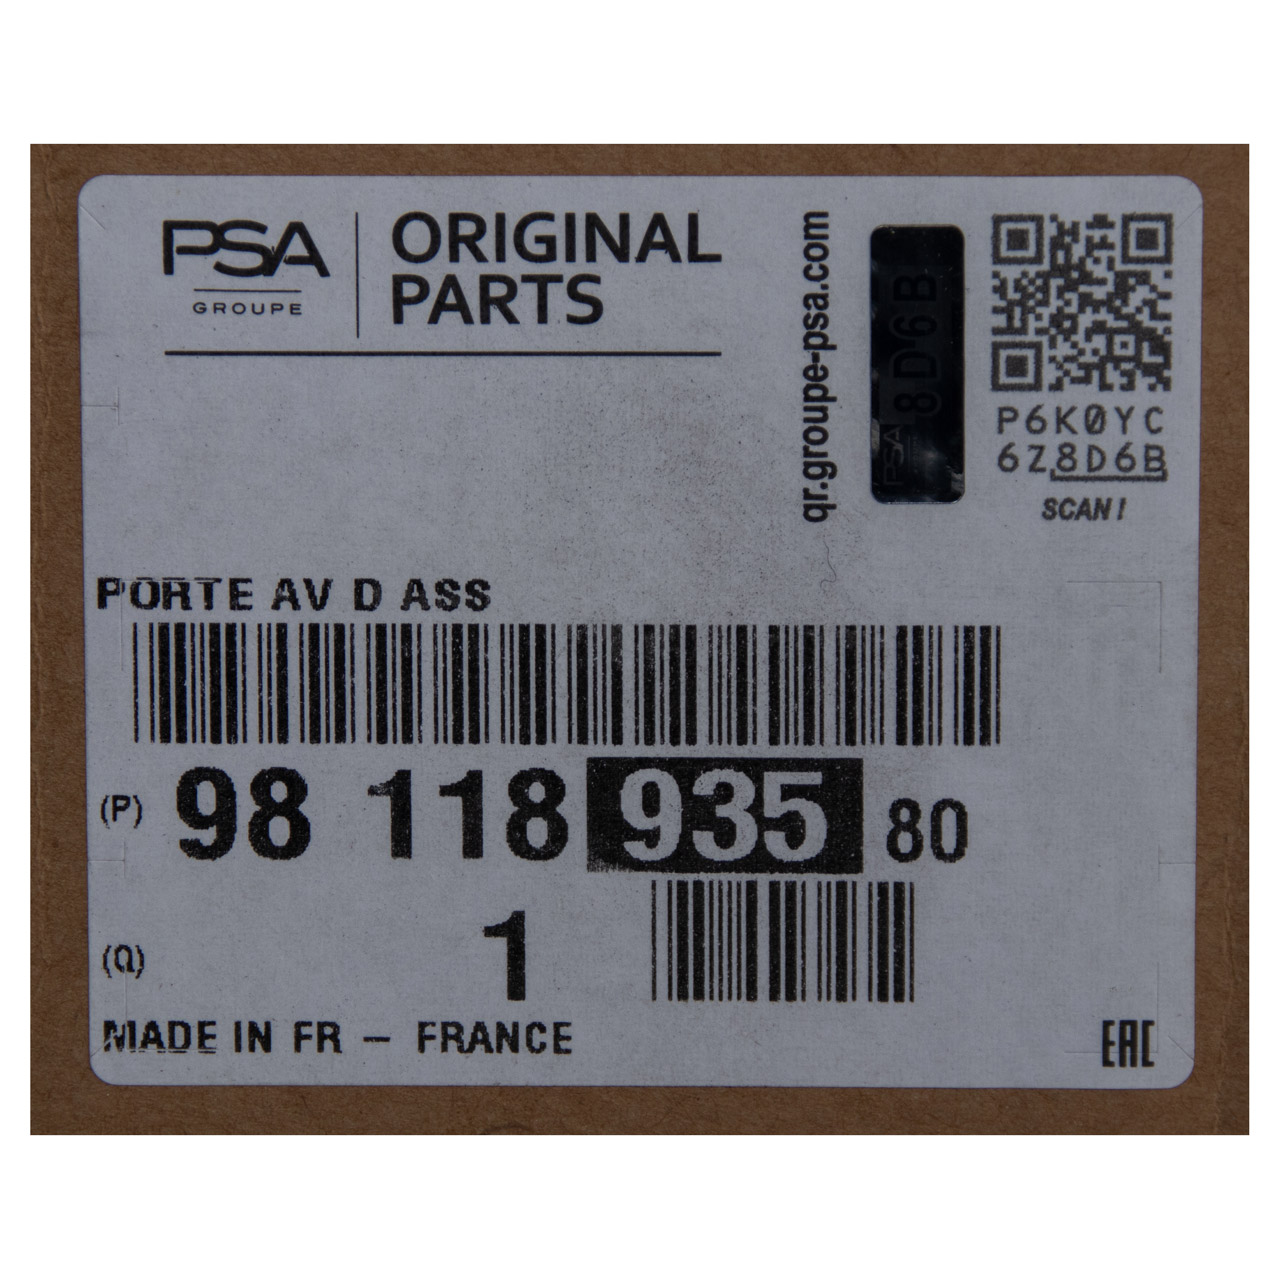 PSA
GROUPE
ORIGINAL
PARTS
qr.groupe-psa.com
8D6B
PSA
P6K0YC
6Z8D6B
SCAN!
PORTE AV D ASS
(P) 98 118 935 80
(Q) 1
MADE IN FR - FRANCE
EAC